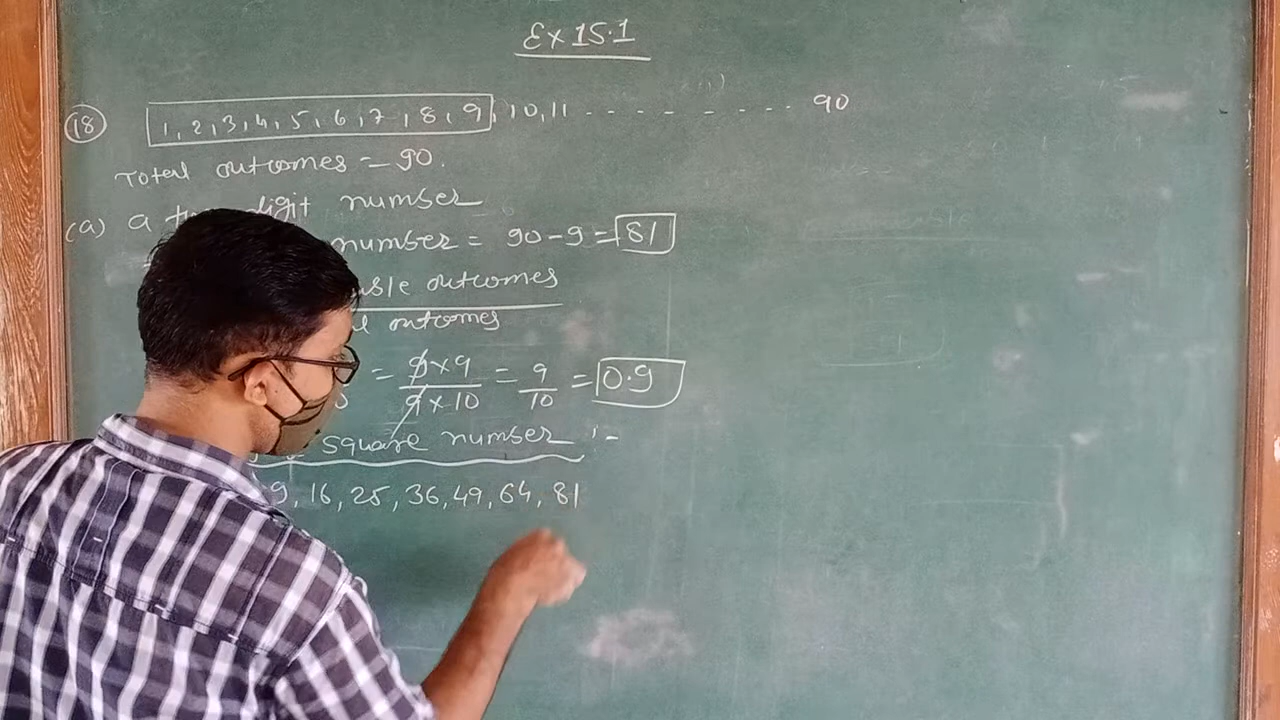 Ex 15.1
(18) 1, 2, 3, 4, 5, 6, 7, 8, 9, 10, 11 - - - - - - - - - 90
Total outcomes = 90.
(a) a digit number
number = 90 - 9 = 81
outcomes
outcomes
= 9 × 9 / 9 × 10 = 9 / 10 = 0.9
square number :-
9, 16, 25, 36, 49, 64, 81